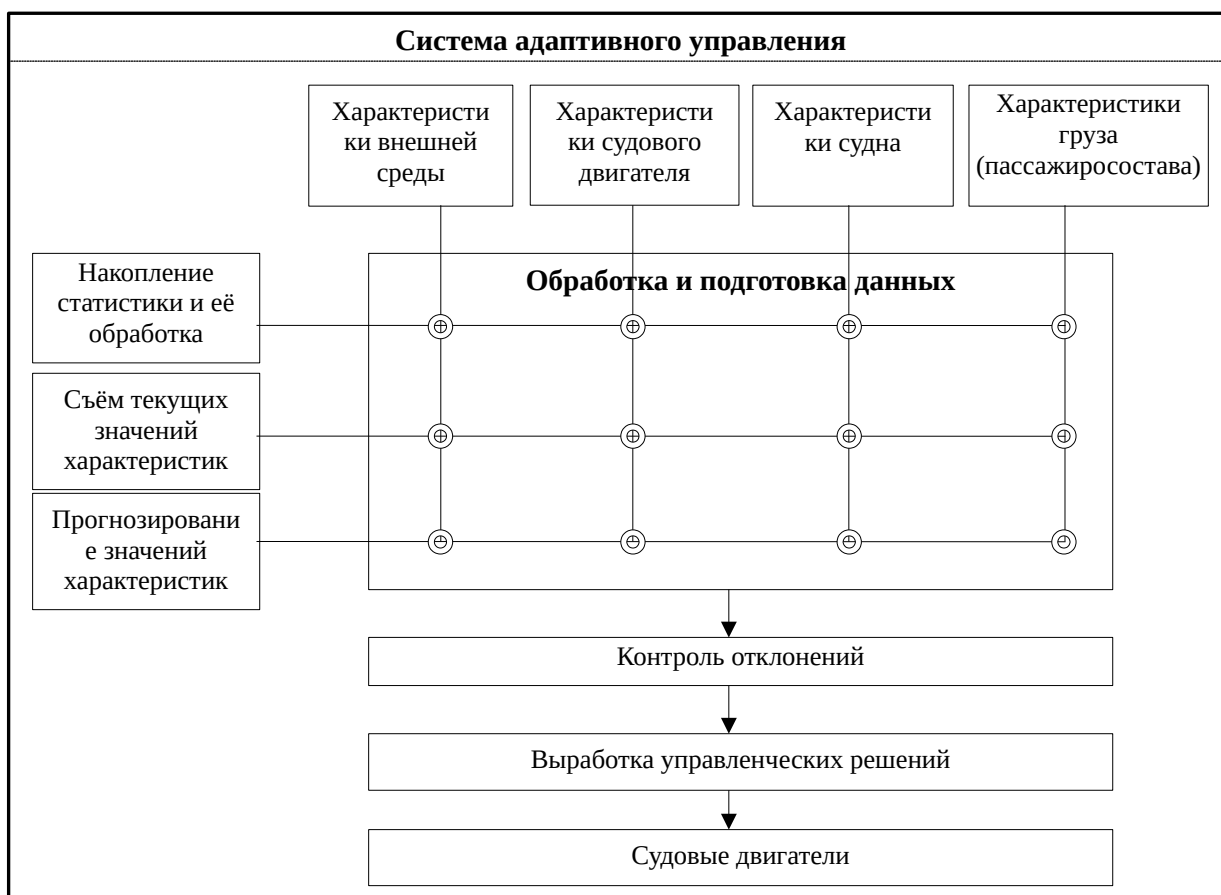 Система адаптивного управления
Характеристи
ки внешней
среды
Характеристи
ки судового
двигателя
Характеристи
ки судна
Характеристики
груза
(пассажиросостава)
Накопление
статистики и её
обработка
Обработка и подготовка данных
Съём текущих
значений
характеристик
Прогнозировани
е значений
характеристик
Контроль отклонений
Выработка управленческих решений
Судовые двигатели